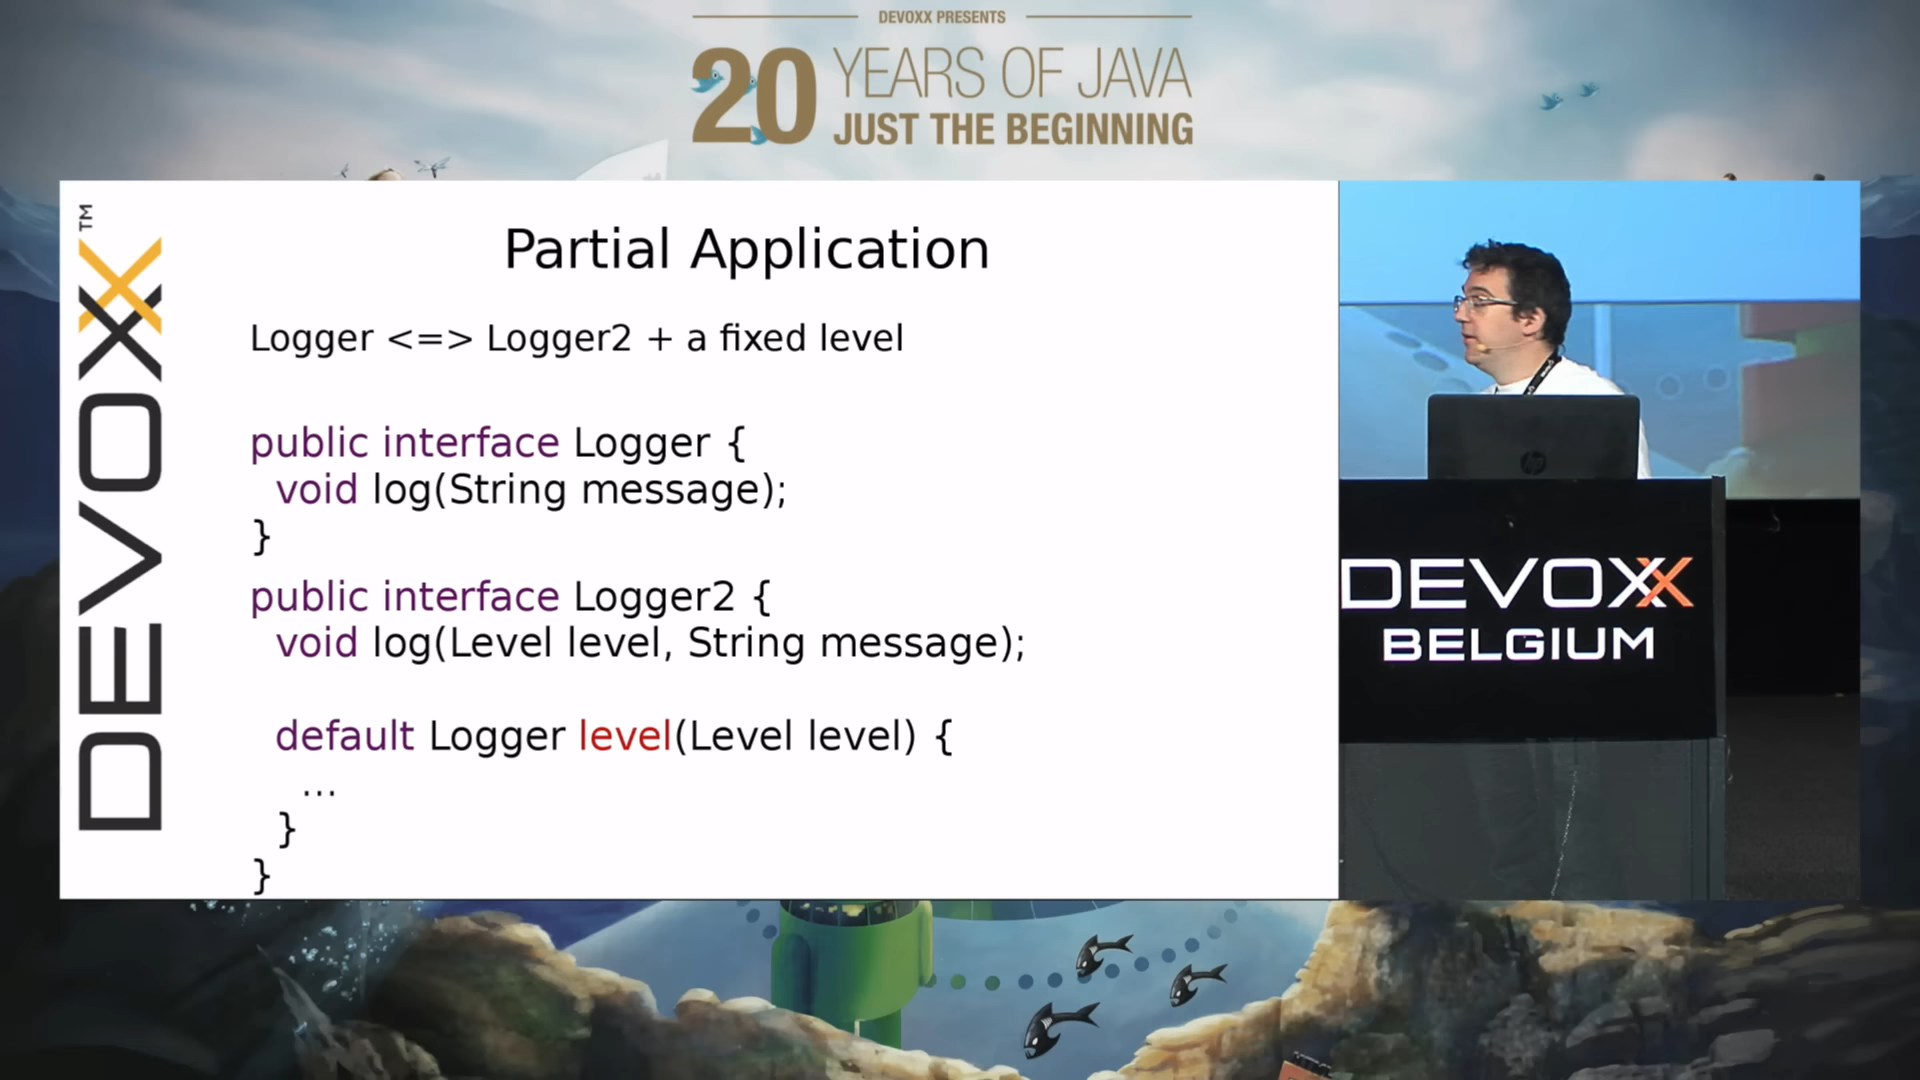 DEVOXX PRESENTS
20 YEARS OF JAVA
JUST THE BEGINNING
DEVOXX™
Partial Application
Logger <=> Logger2 + a fixed level
public interface Logger {
void log(String message);
}
public interface Logger2 {
void log(Level level, String message);
default Logger level(Level level) {
...
}
}
hp
DEVOXX
BELGIUM